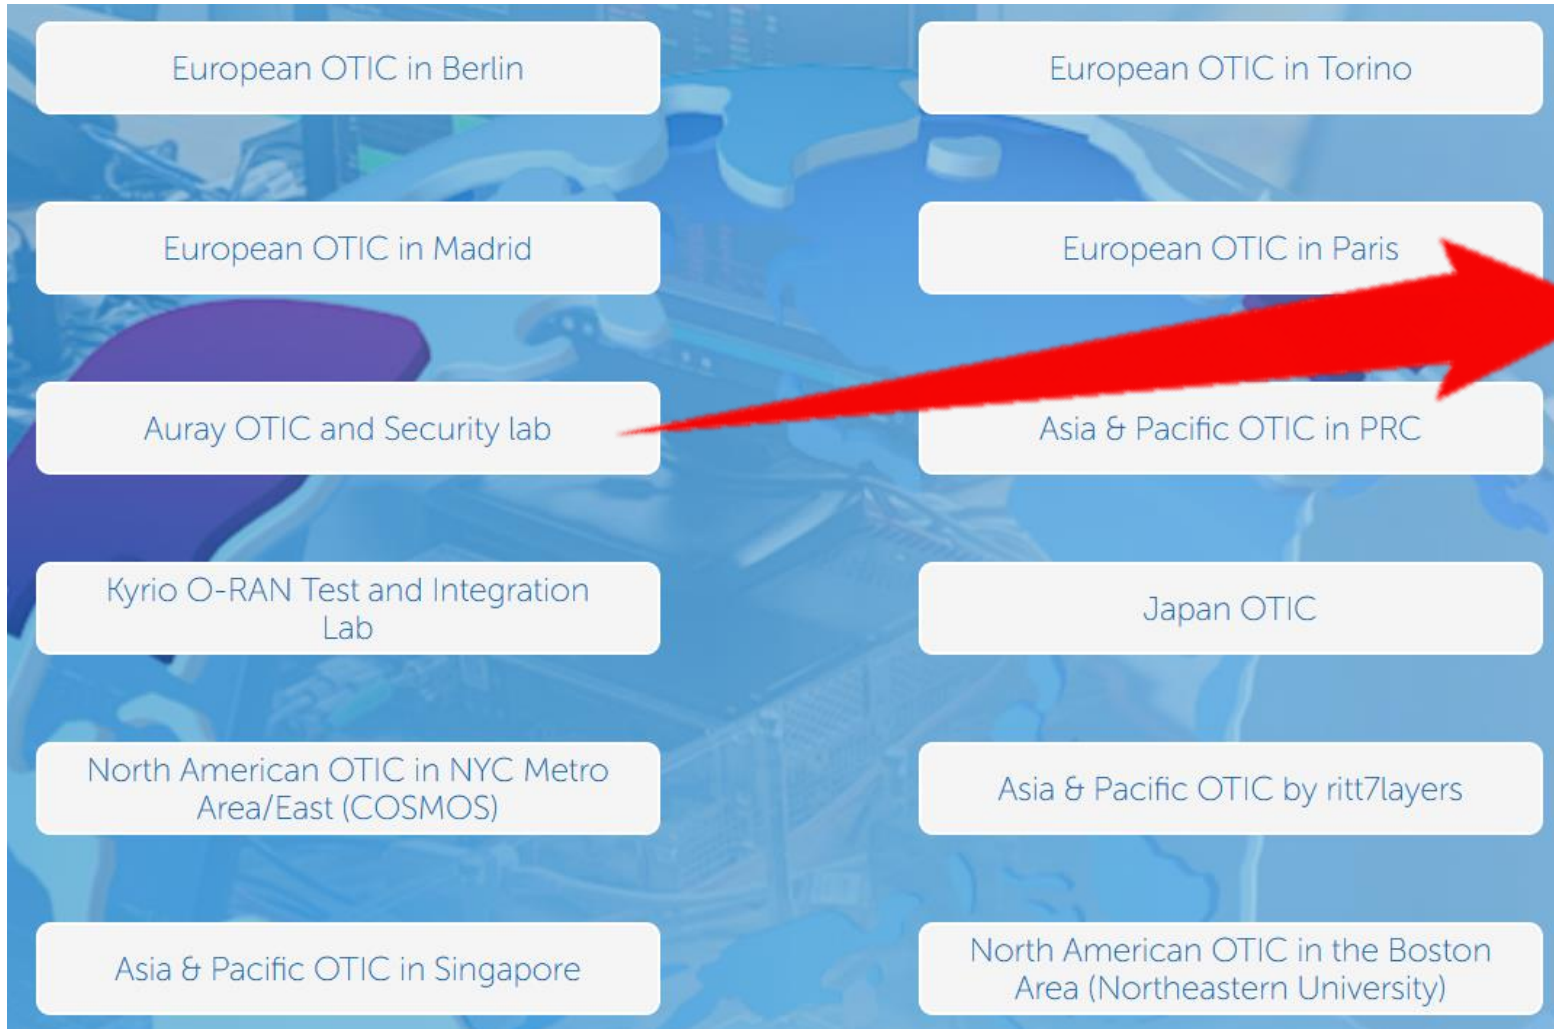 European OTIC in Berlin
European OTIC in Torino
European OTIC in Madrid
European OTIC in Paris
Auray OTIC and Security lab
Asia & Pacific OTIC in PRC
Kyrio O-RAN Test and Integration
Lab
Japan OTIC
North American OTIC in NYC Metro
Area/East (COSMOS)
Asia & Pacific OTIC by ritt7layers
Asia & Pacific OTIC in Singapore
North American OTIC in the Boston
Area (Northeastern University)